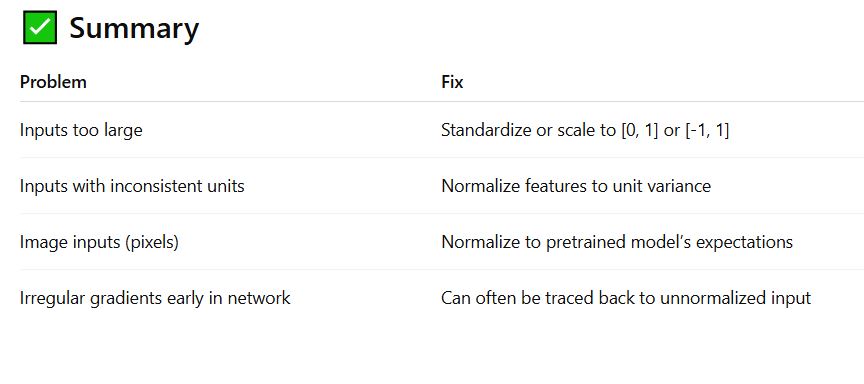 ✅ Summary
Problem Fix
Inputs too large Standardize or scale to [0, 1] or [-1, 1]
Inputs with inconsistent units Normalize features to unit variance
Image inputs (pixels) Normalize to pretrained model’s expectations
Irregular gradients early in network Can often be traced back to unnormalized input